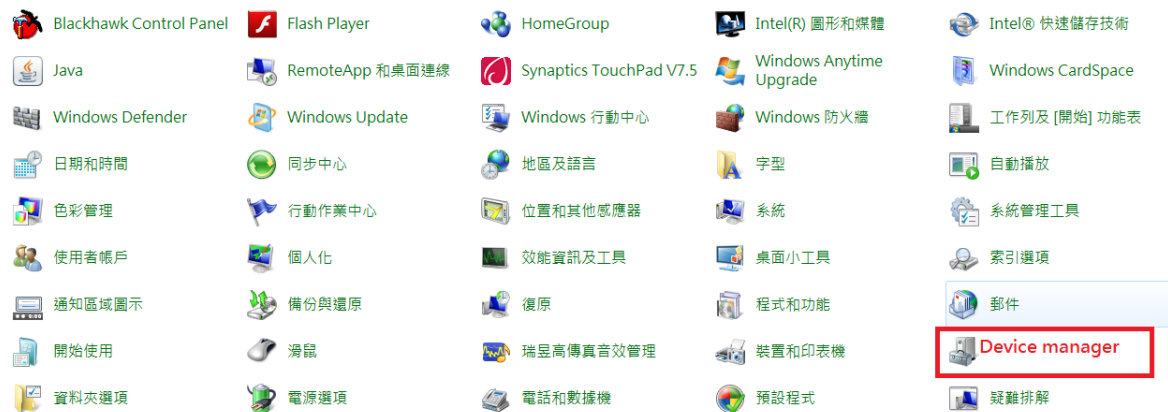 Blackhawk Control Panel
Flash Player
HomeGroup
Intel(R) 圖形和媒體
Intel® 快速儲存技術
Java
RemoteApp 和桌面連線
Synaptics TouchPad V7.5
Windows Anytime
Upgrade
Windows CardSpace
Windows Defender
Windows Update
Windows 行動中心
Windows 防火牆
工作列及 [開始] 功能表
日期和時間
同步中心
地區及語言
字型
自動播放
色彩管理
行動作業中心
位置和其他感應器
系統
系統管理工具
使用者帳戶
個人化
效能資訊及工具
桌面小工具
索引選項
通知區域圖示
備份與還原
復原
程式和功能
郵件
開始使用
滑鼠
瑞昱高傳真音效管理
裝置和印表機
Device manager
資料夾選項
電源選項
電話和數據機
預設程式
疑難排解